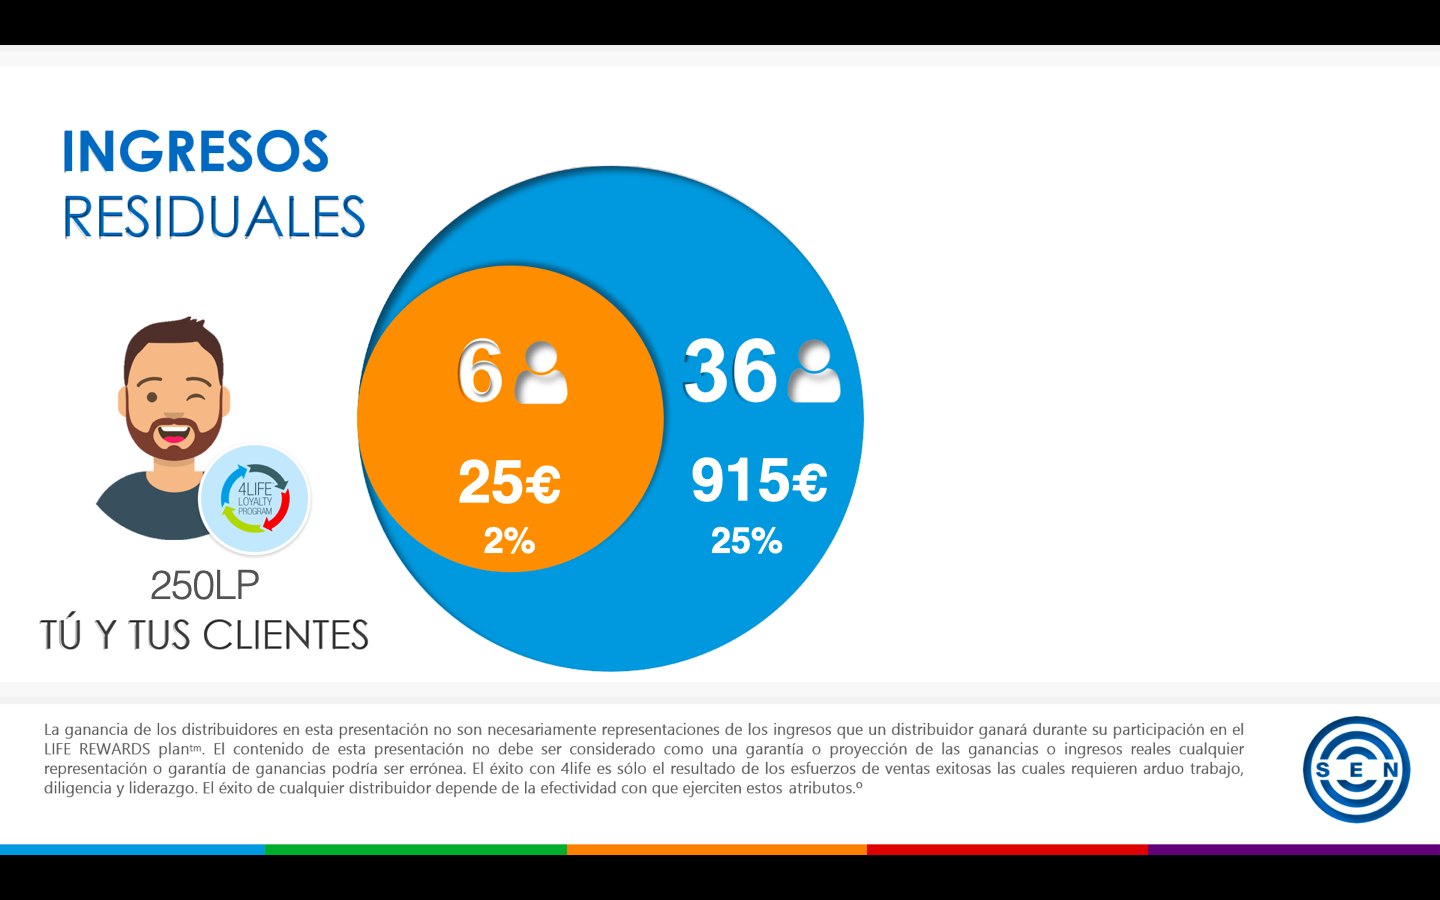 INGRESOS
RESIDUALES
6
36
25€
915€
2%
25%
4LIFE
LOYALTY
PROGRAM
250LP
TÚ Y TUS CLIENTES
La ganancia de los distribuidores en esta presentación no son necesariamente representaciones de los ingresos que un distribuidor ganará durante su participación en el
LIFE REWARDS plan™. El contenido de esta presentación no debe ser considerado como una garantía o proyección de las ganancias o ingresos reales cualquier
representación o garantía de ganancias podría ser errónea. El éxito con 4life es sólo el resultado de los esfuerzos de ventas exitosas las cuales requieren arduo trabajo,
diligencia y liderazgo. El éxito de cualquier distribuidor depende de la efectividad con que ejerciten estos atributos.º
SEN